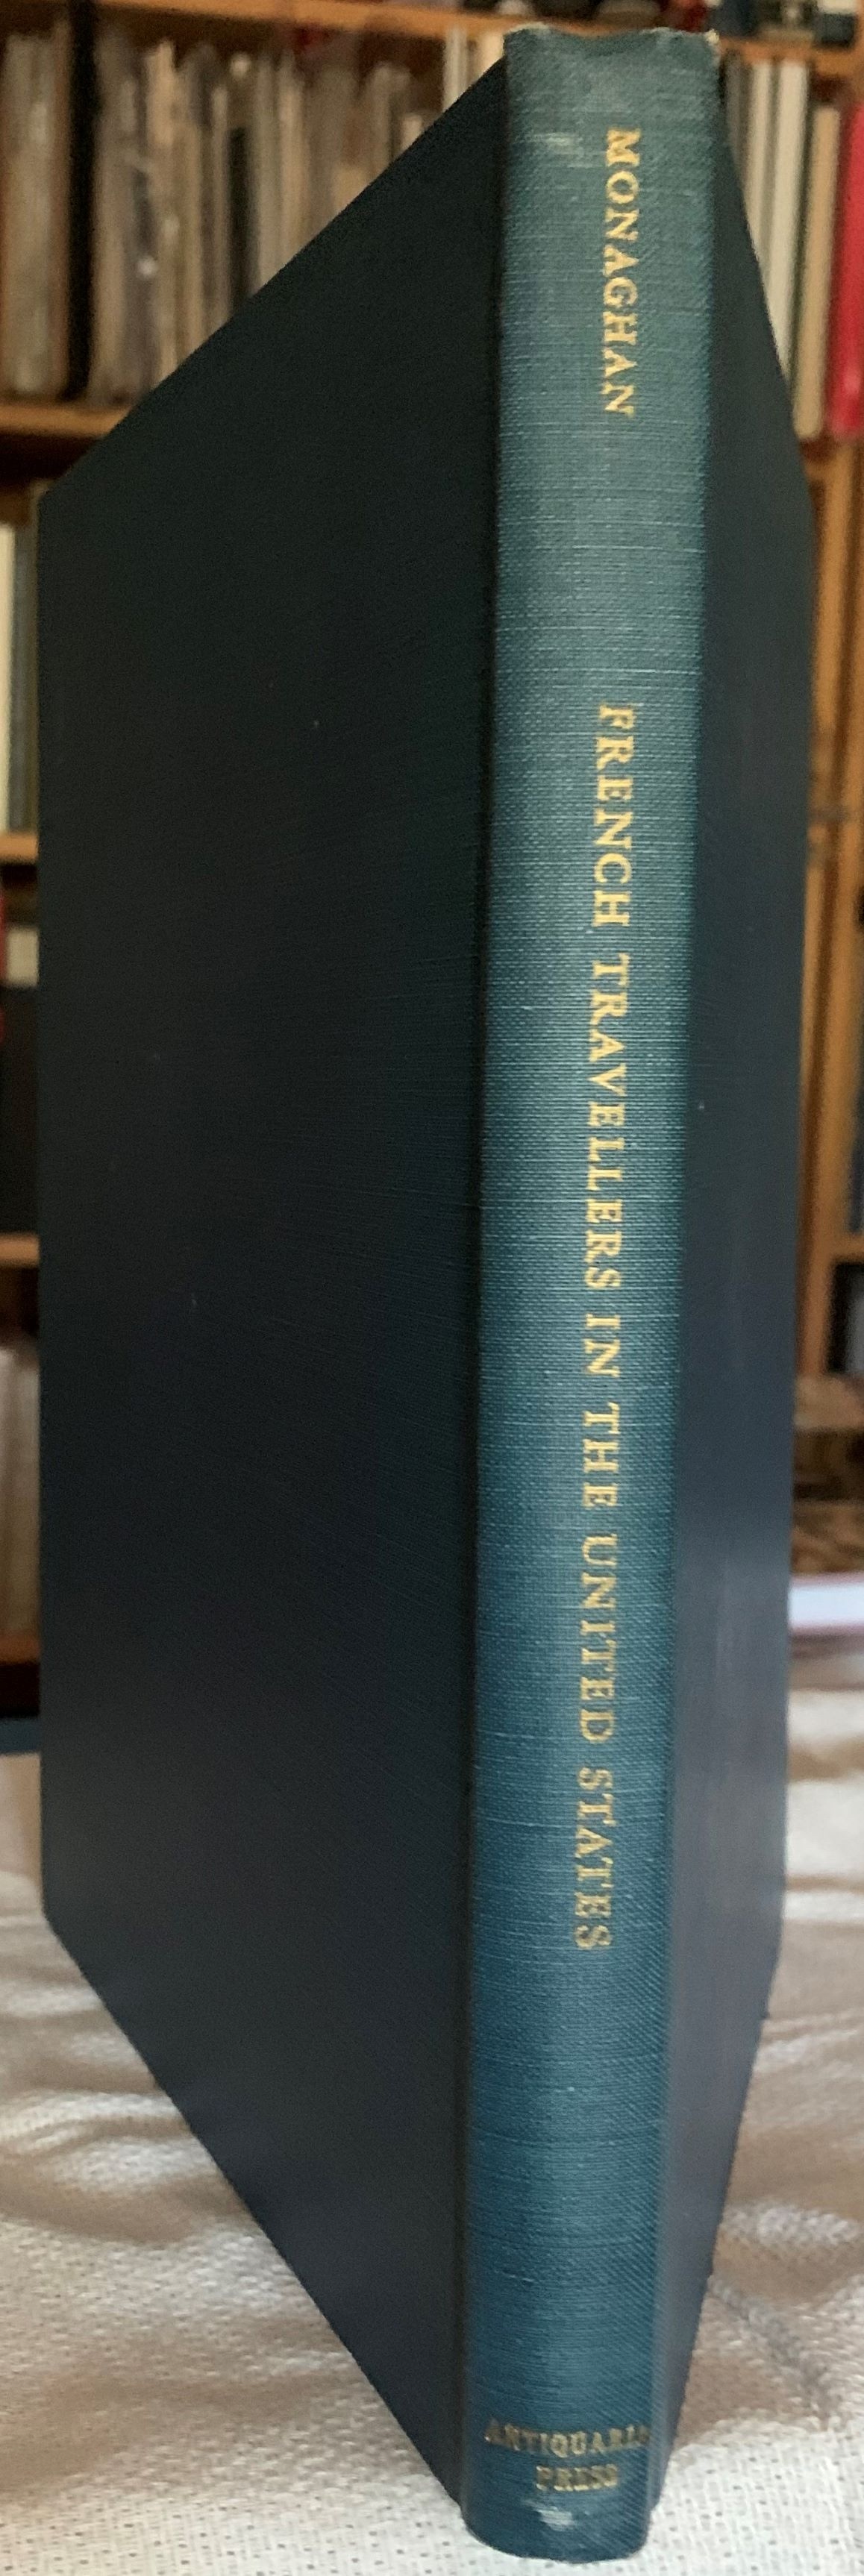 MONAGHAN
FRENCH TRAVELLERS IN THE UNITED STATES
ANTIQUARIAN
PRESS